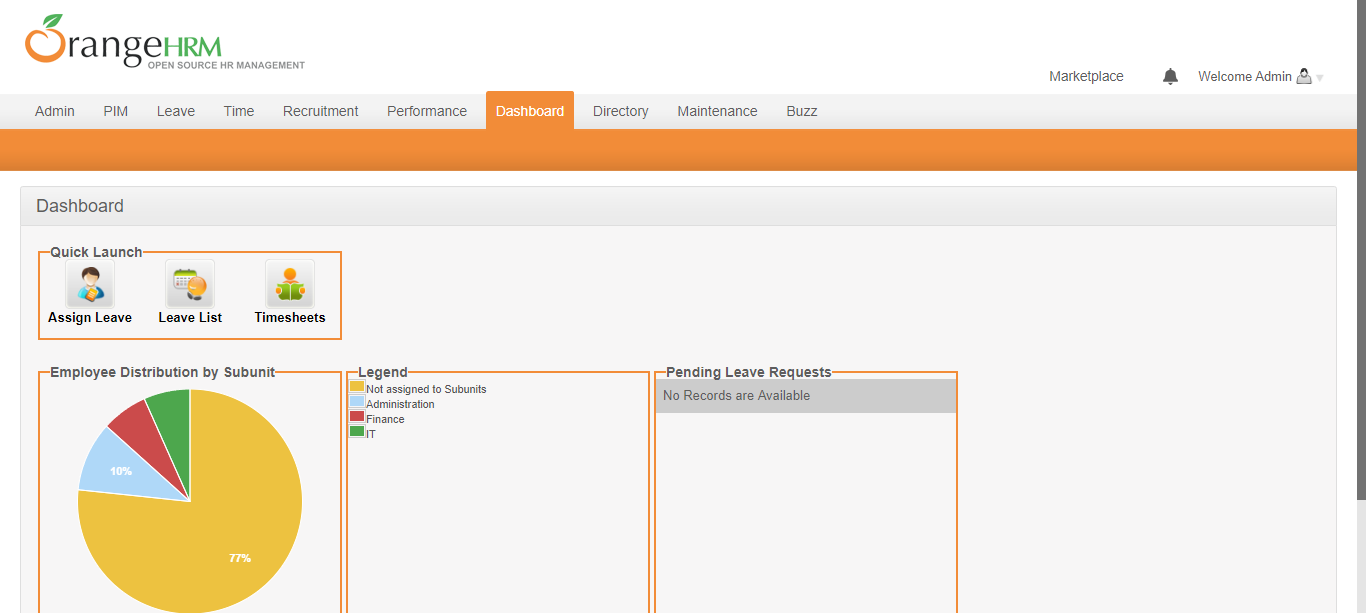 OrangeHRM
OPEN SOURCE HR MANAGEMENT
Marketplace Welcome Admin
Admin PIM Leave Time Recruitment Performance Dashboard Directory Maintenance Buzz
Dashboard
Quick Launch
Assign Leave Leave List Timesheets
Employee Distribution by Subunit
10%
77%
Legend
Not assigned to Subunits
Administration
Finance
IT
Pending Leave Requests
No Records are Available